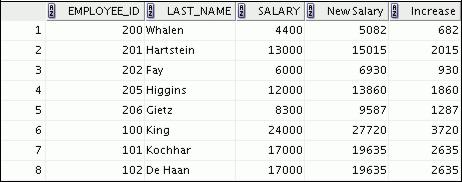 EMPLOYEE_ID LAST_NAME SALARY New Salary Increase
1 200 Whalen 4400 5082 682
2 201 Hartstein 13000 15015 2015
3 202 Fay 6000 6930 930
4 205 Higgins 12000 13860 1860
5 206 Gietz 8300 9587 1287
6 100 King 24000 27720 3720
7 101 Kochhar 17000 19635 2635
8 102 De Haan 17000 19635 2635